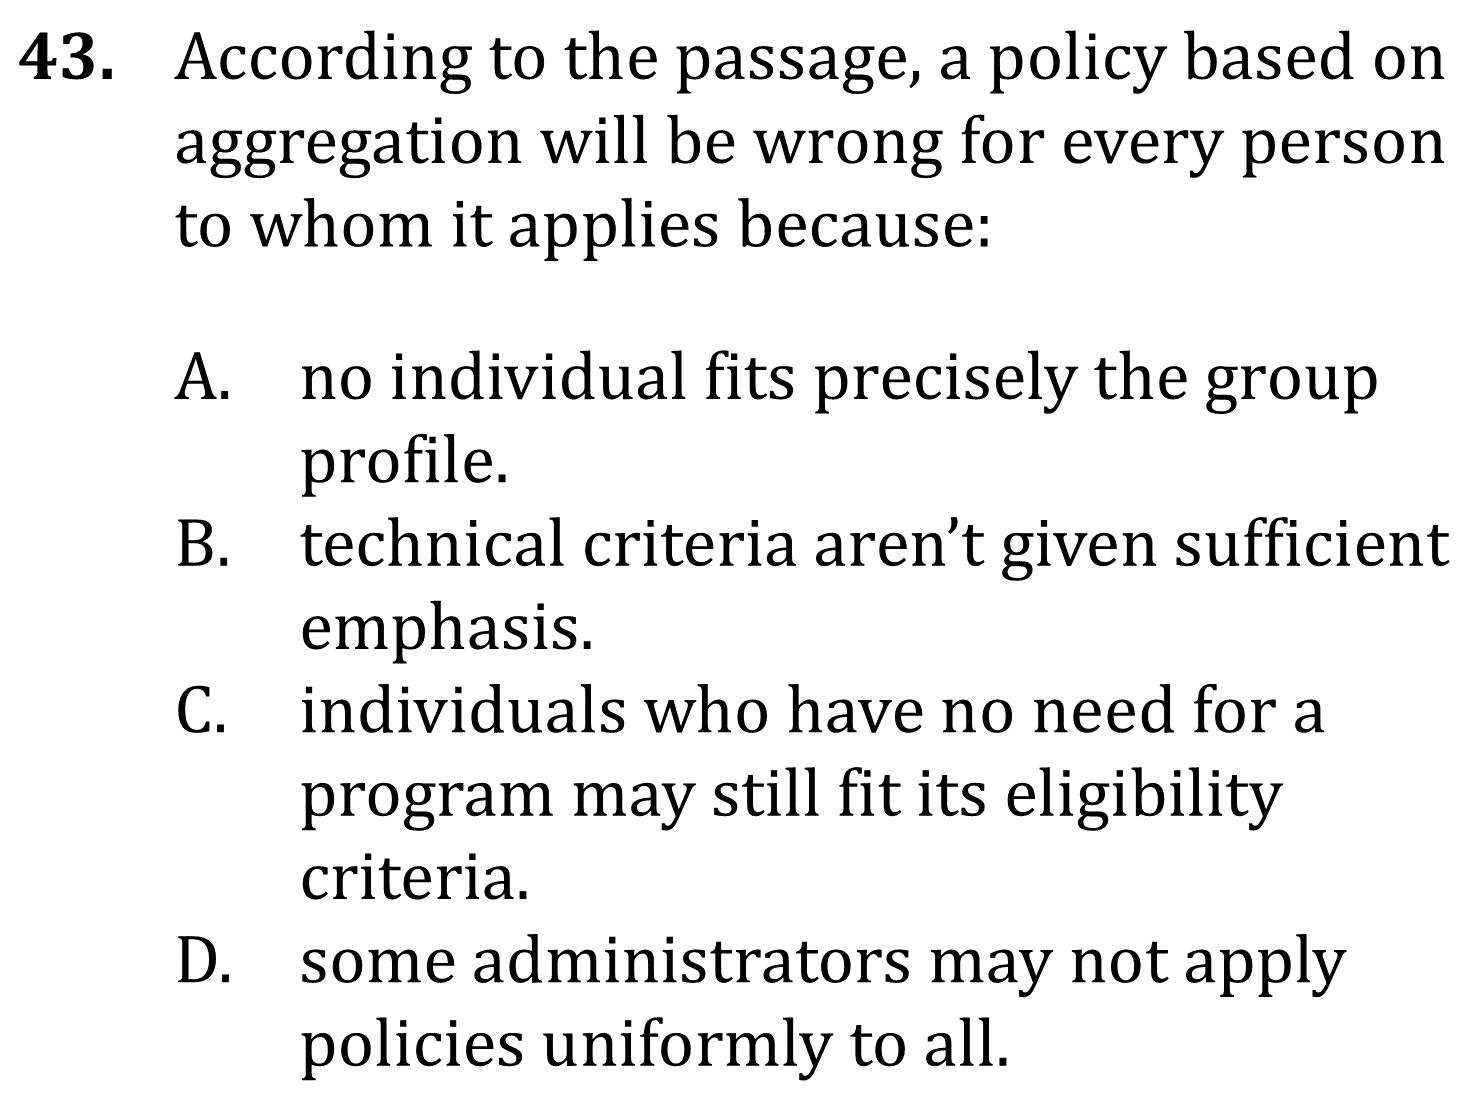 43. According to the passage, a policy based on
aggregation will be wrong for every person
to whom it applies because:
A. no individual fits precisely the group
profile.
B. technical criteria aren’t given sufficient
emphasis.
C. individuals who have no need for a
program may still fit its eligibility
criteria.
D. some administrators may not apply
policies uniformly to all.